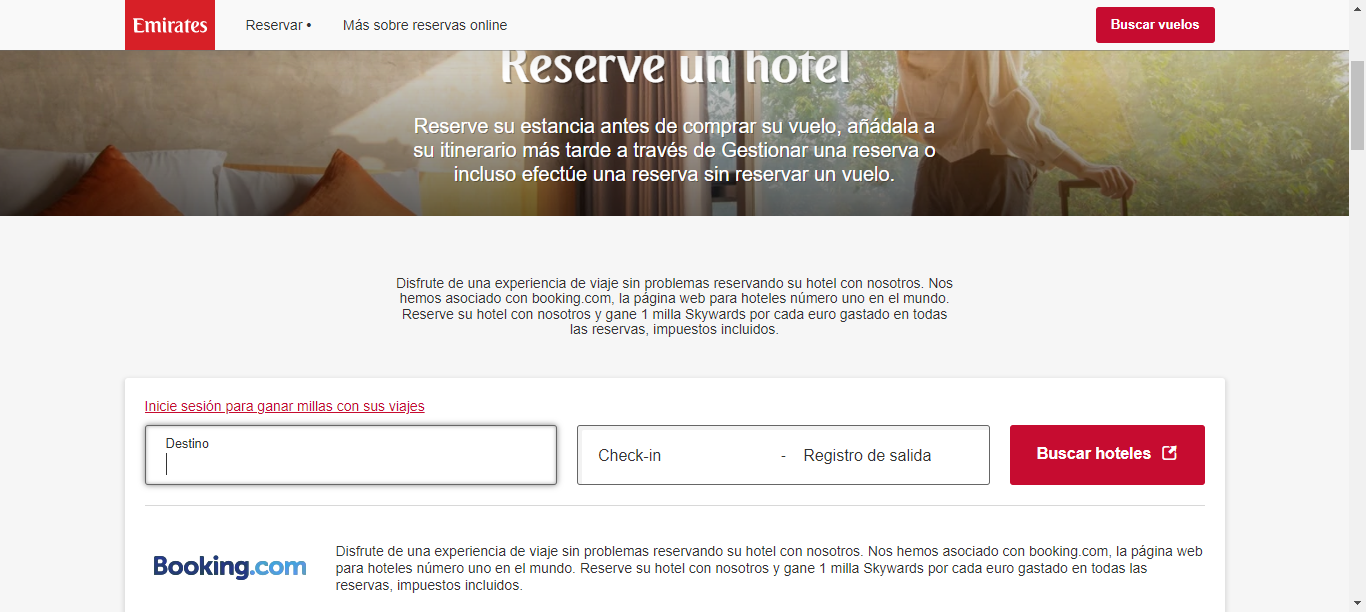 Emirates
Reservar •
Más sobre reservas online
Buscar vuelos
Reserve un hotel
Reserve su estancia antes de comprar su vuelo, añádala a
su itinerario más tarde a través de Gestionar una reserva o
incluso efectúe una reserva sin reservar un vuelo.
Disfrute de una experiencia de viaje sin problemas reservando su hotel con nosotros. Nos
hemos asociado con booking.com, la página web para hoteles número uno en el mundo.
Reserve su hotel con nosotros y gane 1 milla Skywards por cada euro gastado en todas
las reservas, impuestos incluidos.
Inicie sesión para ganar millas con sus viajes
Destino
Check-in - Registro de salida
Buscar hoteles
Booking.com
Disfrute de una experiencia de viaje sin problemas reservando su hotel con nosotros. Nos hemos asociado con booking.com, la página web
para hoteles número uno en el mundo. Reserve su hotel con nosotros y gane 1 milla Skywards por cada euro gastado en todas las
reservas, impuestos incluidos.